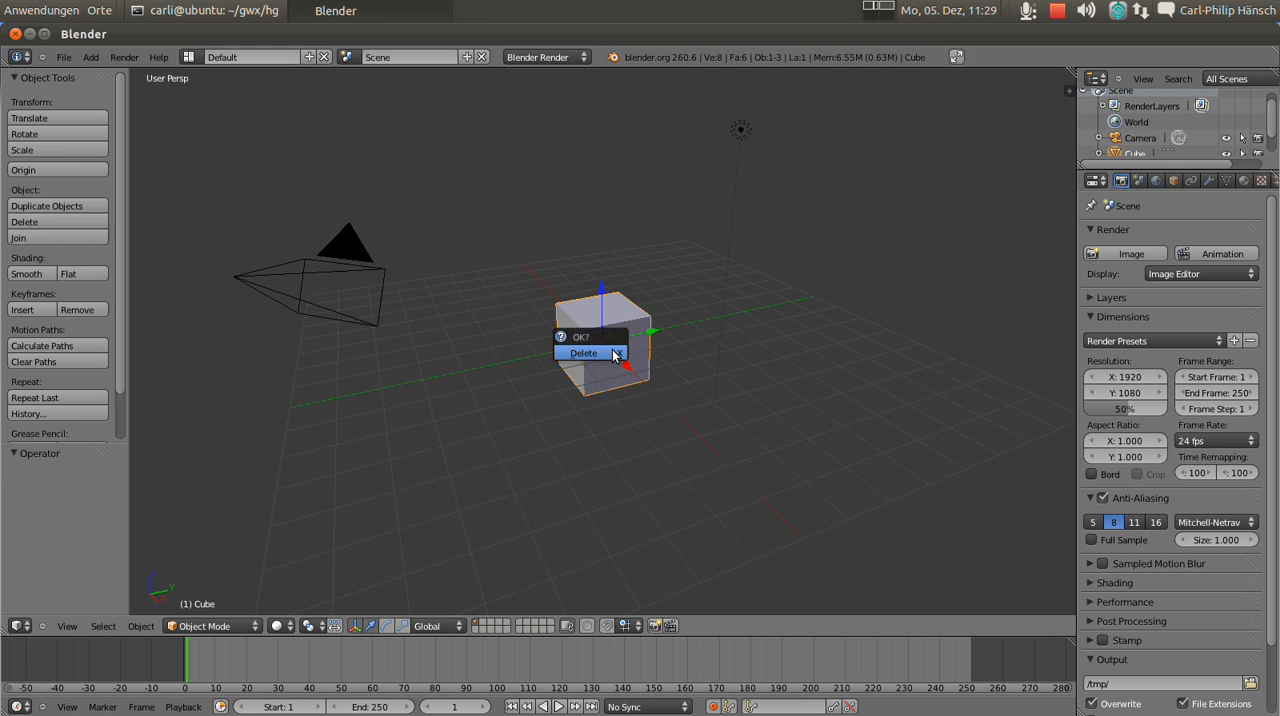 Anwendungen Orte carli@ubuntu: ~/gwx/hg Blender Mo, 05. Dez, 11:29 Carl-Philip Hänsch
Blender
File Add Render Help Default Scene Blender Render blender.org 260.6 | Ve:8 | Fa:6 | Ob:1-3 | La:1 | Mem:6.55M (0.63M) | Cube
Object Tools
Transform:
Translate
Rotate
Scale
Origin
Object:
Duplicate Objects
Delete
Join
Shading:
Smooth Flat
Keyframes:
Insert Remove
Motion Paths:
Calculate Paths
Clear Paths
Repeat:
Repeat Last
History...
Grease Pencil:
Operator
User Persp
OK?
Delete X
z
y
x
(1) Cube
View Select Object Object Mode Global
-50 -40 -30 -20 -10 0 10 20 30 40 50 60 70 80 90 100 110 120 130 140 150 160 170 180 190 200 210 220 230 240 250 260 270 280
View Marker Frame Playback Start: 1 End: 250 1 No Sync
View Search All Scenes
Scene
RenderLayers |
World
Camera |
Cube |
Scene
Render
Image Animation
Display: Image Editor
Layers
Dimensions
Render Presets
Resolution: Frame Range:
X: 1920 Start Frame: 1
Y: 1080 End Frame: 250
50% Frame Step: 1
Aspect Ratio: Frame Rate:
X: 1.000 24 fps
Y: 1.000 Time Remapping:
Bord Crop 100 100
Anti-Aliasing
5 8 11 16 Mitchell-Netrav
Full Sample Size: 1.000
Sampled Motion Blur
Shading
Performance
Post Processing
Stamp
Output
/tmp/
Overwrite File Extensions